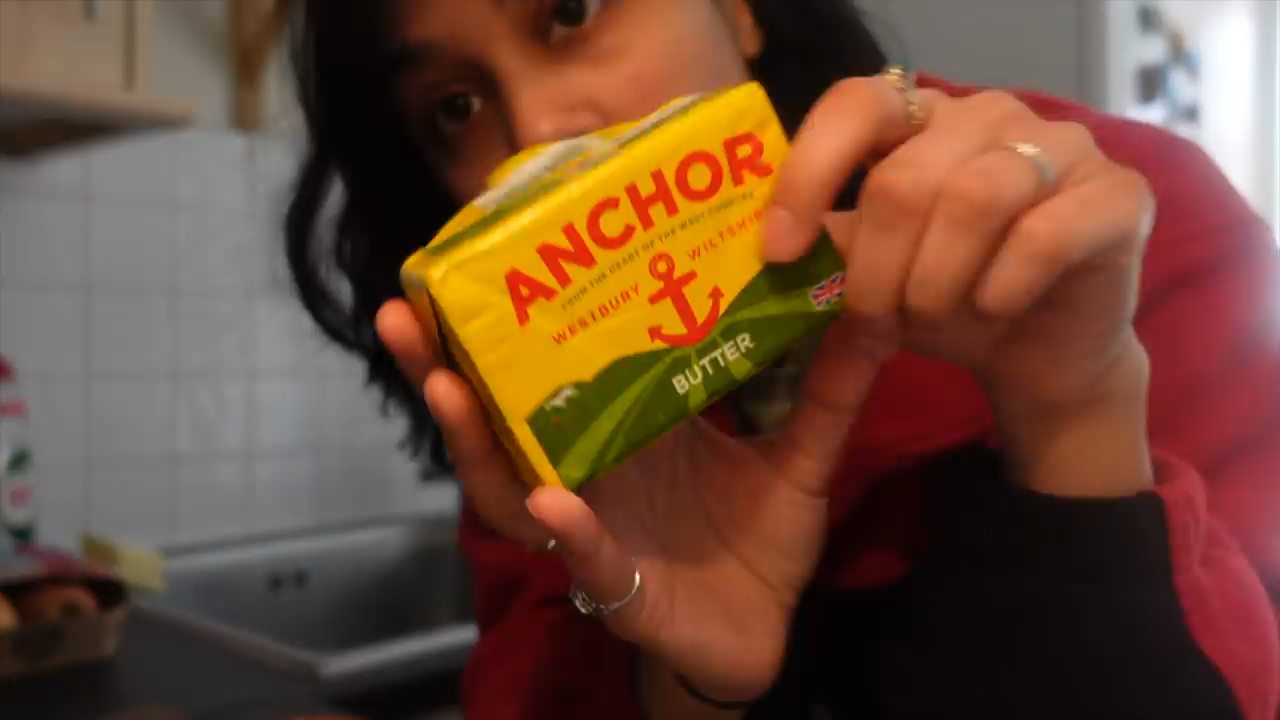 ANCHOR
FROM THE HEART OF THE WEST COUNTRY
WESTBURY WILTSHIRE
BUTTER